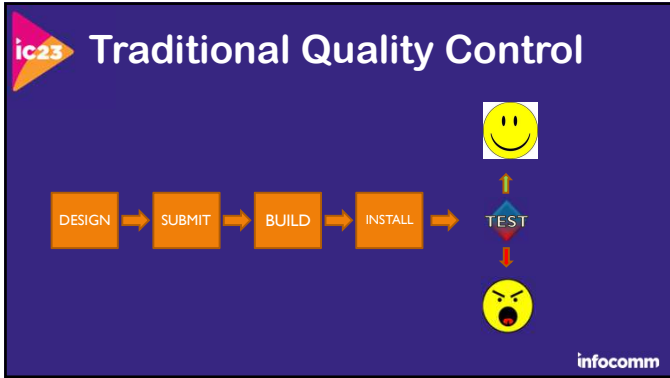 ic23
Traditional Quality Control
DESIGN
SUBMIT
BUILD
INSTALL
TEST
infocomm